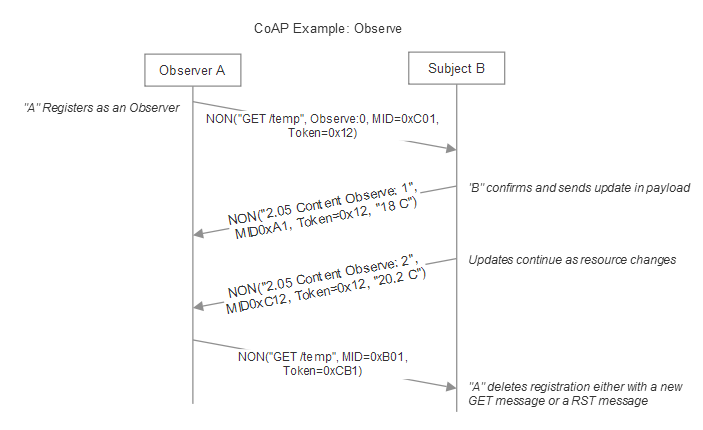 CoAP Example: Observe
Observer A
Subject B
"A" Registers as an Observer
NON("GET /temp", Observe:0, MID=0xC01,
Token=0x12)
'B" confirms and sends update in payload
NON("2.05 Content Observe: 1",
MID0xA1, Token=0x12, "18 C")
Updates continue as resource changes
NON("2.05 Content Observe: 2",
MID0xC12, Token=0x12, "20.2 C")
NON("GET /temp", MID=0xB01,
Token=0xCB1)
"A" deletes registration either with a new
GET message or a RST message